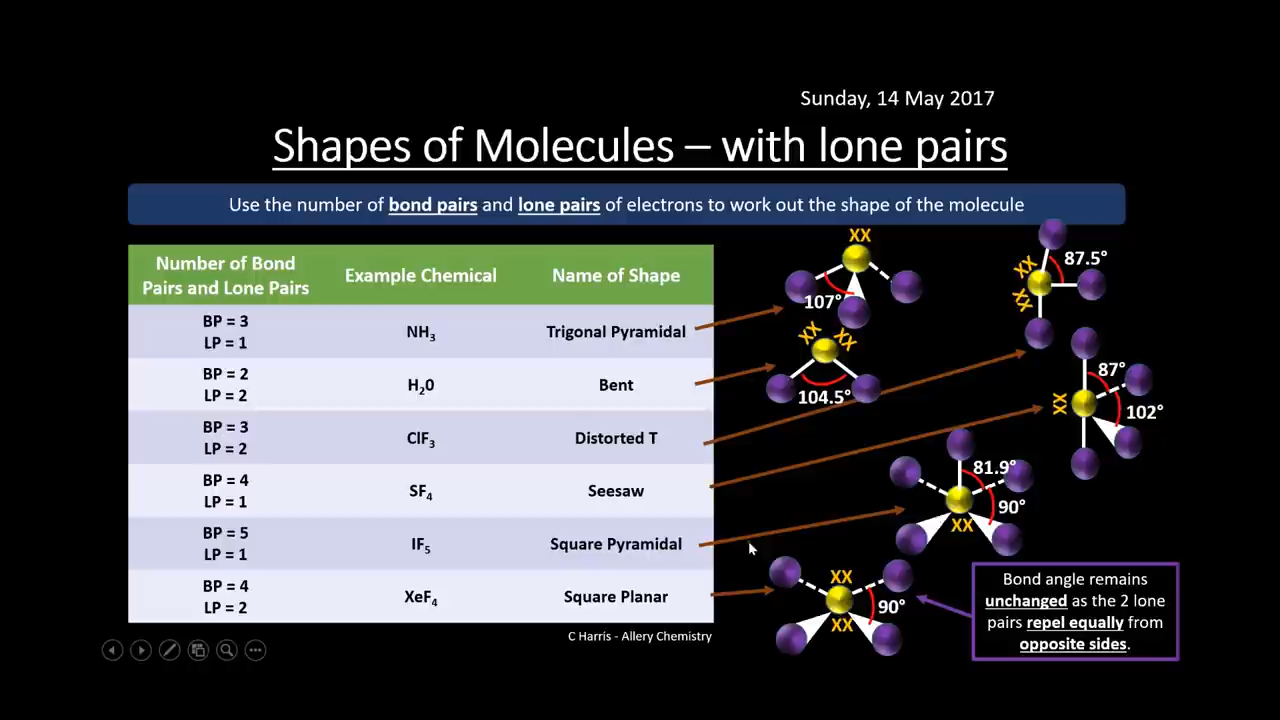 Sunday, 14 May 2017
Shapes of Molecules – with lone pairs
Use the number of bond pairs and lone pairs of electrons to work out the shape of the molecule
Number of Bond
Pairs and Lone Pairs
Example Chemical
Name of Shape
BP = 3
LP = 1
NH₃
Trigonal Pyramidal
BP = 2
LP = 2
H₂0
Bent
BP = 3
LP = 2
ClF₃
Distorted T
BP = 4
LP = 1
SF₄
Seesaw
BP = 5
LP = 1
IF₅
Square Pyramidal
BP = 4
LP = 2
XeF₄
Square Planar
C Harris - Allery Chemistry
XX
107°
XX
XX
104.5°
XX
XX
87.5°
XX
87°
102°
81.9°
90°
XX
XX
90°
XX
Bond angle remains
unchanged as the 2 lone
pairs repel equally from
opposite sides.